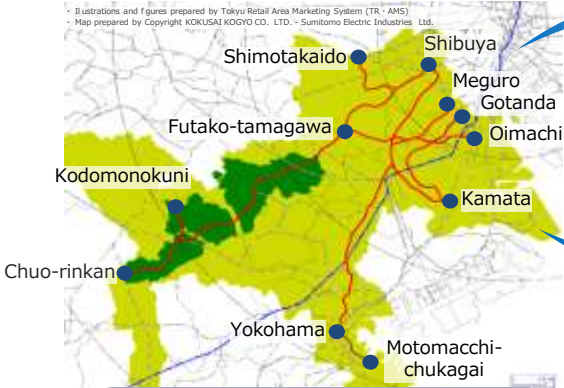 ・ Illustrations and figures prepared by Tokyu Retail Area Marketing System (TR・AMS)
・ Map prepared by Copyright KOKUSAI KOGYO CO. LTD. - Sumitomo Electric Industries Ltd.
Shibuya
Shimotakaido
Meguro
Gotanda
Futako-tamagawa
Oimachi
Kodomonokuni
Kamata
Chuo-rinkan
Yokohama
Motomacchi-
chukagai